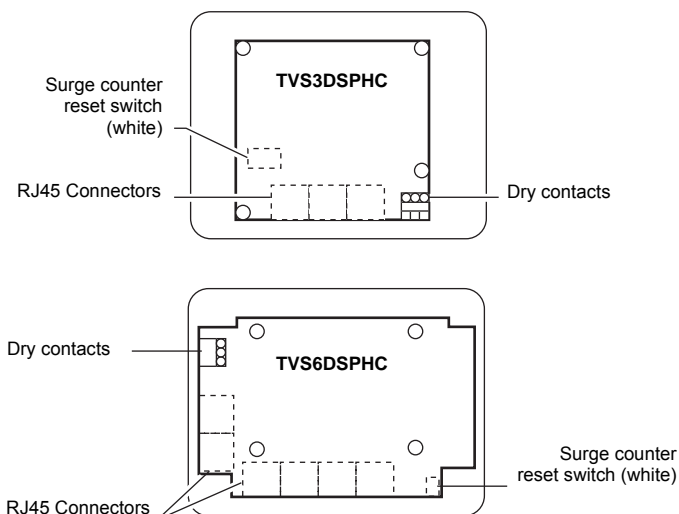 TVS3DSPHC
Surge counter
reset switch
(white)
RJ45 Connectors
Dry contacts
Dry contacts
TVS6DSPHC
Surge counter
reset switch (white)
RJ45 Connectors